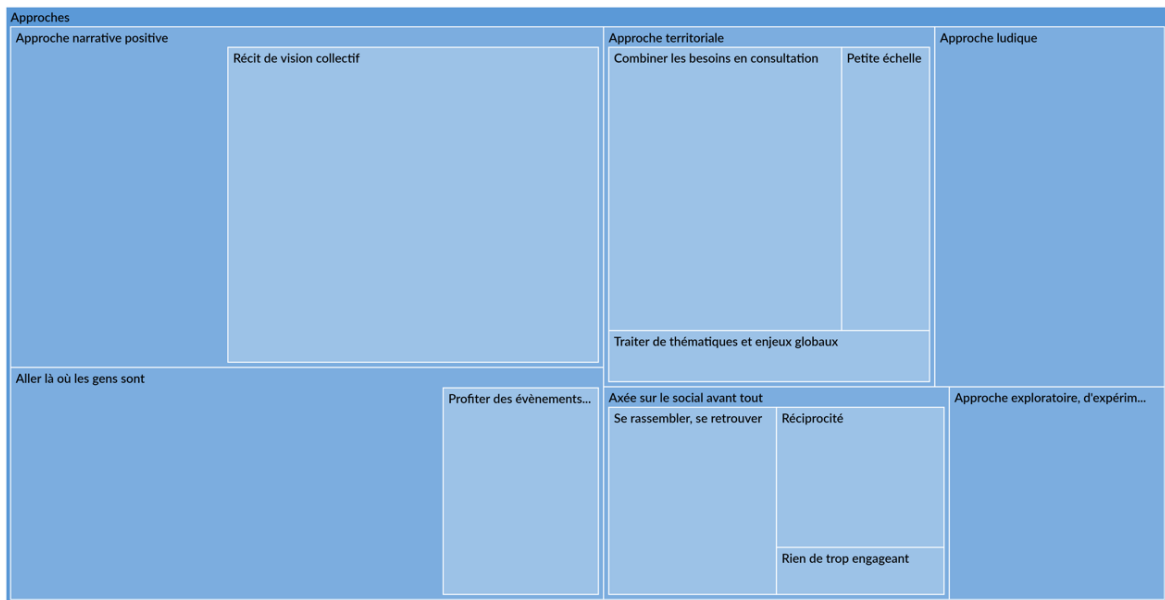 Approches
Approche narrative positive
Récit de vision collectif
Approche territoriale
Combiner les besoins en consultation
Petite échelle
Traiter de thématiques et enjeux globaux
Approche ludique
Aller là où les gens sont
Profiter des évènements...
Axée sur le social avant tout
Se rassembler, se retrouver
Réciprocité
Rien de trop engageant
Approche exploratoire, d'expérim...